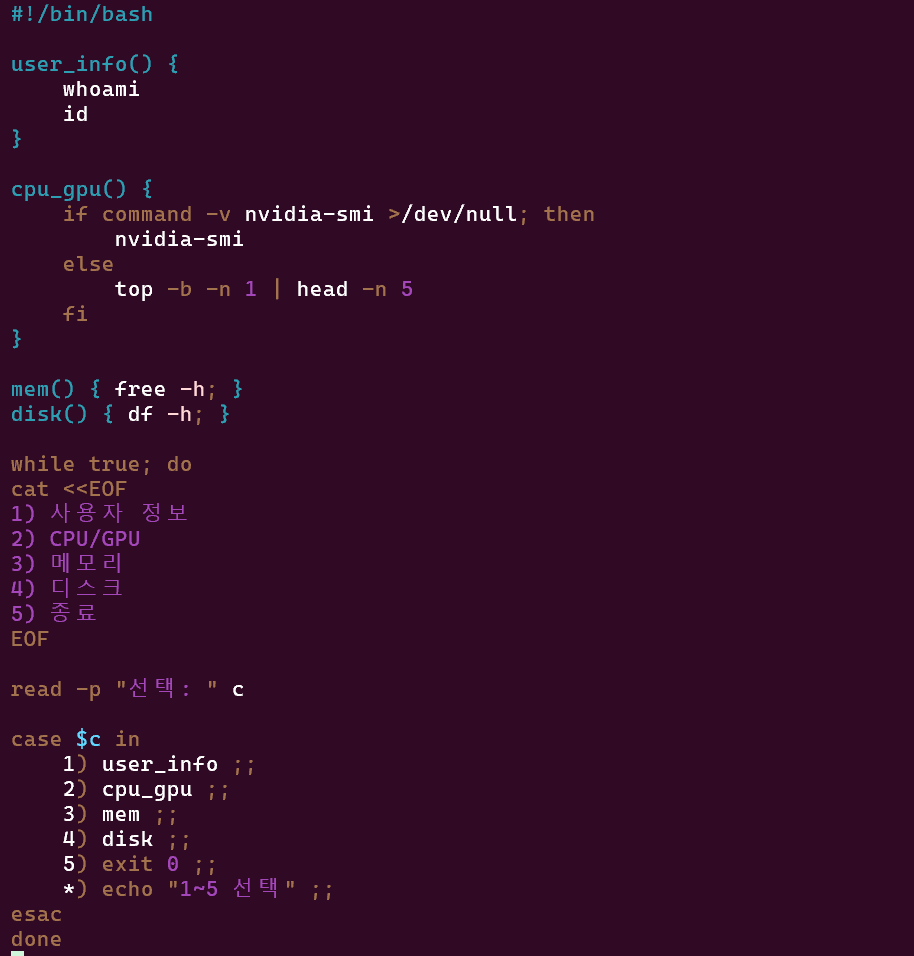 #!/bin/bash

user_info() {
    whoami
    id
}

cpu_gpu() {
    if command -v nvidia-smi >/dev/null; then
        nvidia-smi
    else
        top -b -n 1 | head -n 5
    fi
}

mem() { free -h; }
disk() { df -h; }

while true; do
cat <<EOF
1) 사용자 정보
2) CPU/GPU
3) 메모리
4) 디스크
5) 종료
EOF

read -p "선택: " c

case $c in
    1) user_info ;;
    2) cpu_gpu ;;
    3) mem ;;
    4) disk ;;
    5) exit 0 ;;
    *) echo "1~5 선택" ;;
esac
done